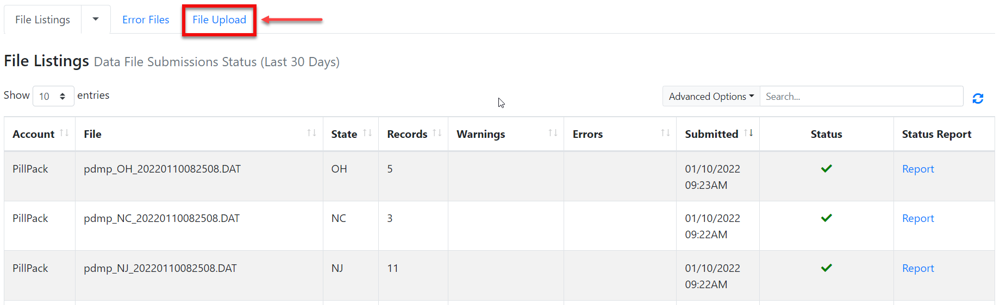 File Listings Error Files File Upload
File Listings Data File Submissions Status (Last 30 Days)
Show 10 entries Advanced Options Search...
Account File State Records Warnings Errors Submitted Status Status Report
PillPack pdmp_OH_20220110082508.DAT OH 5 01/10/2022 Report
09:23AM
PillPack pdmp_NC_20220110082508.DAT NC 3 01/10/2022 Report
09:22AM
PillPack pdmp_NJ_20220110082508.DAT NJ 11 01/10/2022 Report
09:22AM